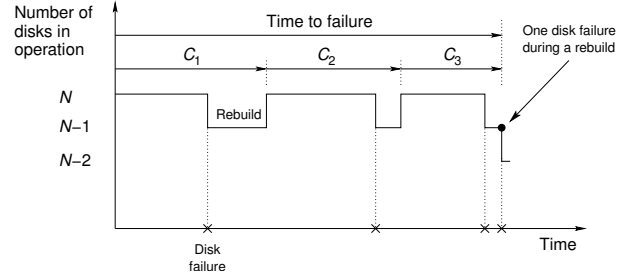 Number of
disks in
operation
Time to failure
One disk failure
during a rebuild
C1
C2
C3
N
Rebuild
N−1
N−2
Disk
failure
Time